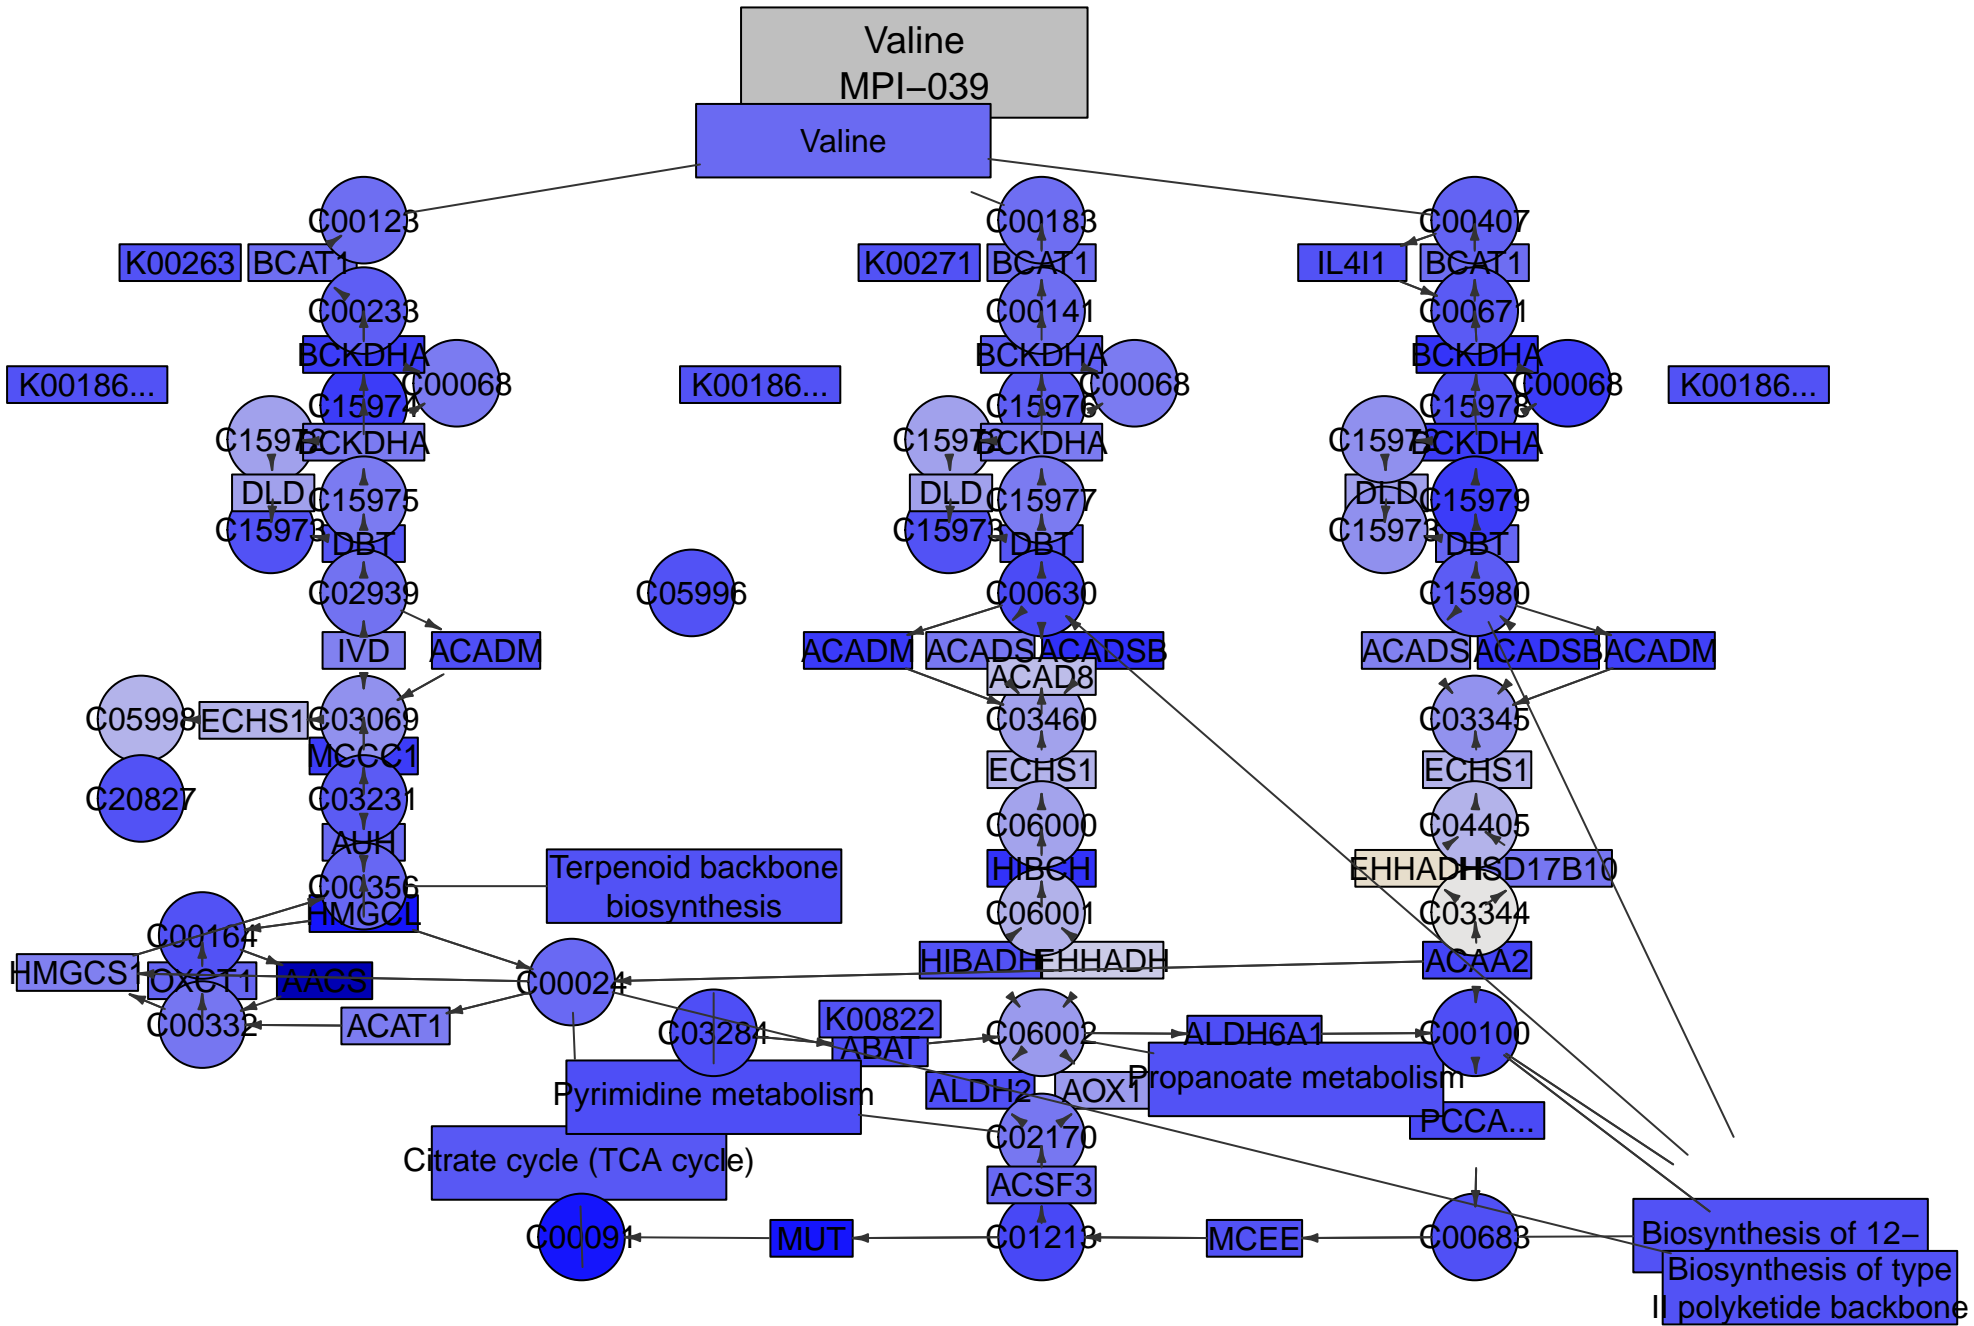 Valine
MPI−039
Valine
C00123
C00183
C00407
K00263
BCAT1
K00271
BCAT1
IL4I1
BCAT1
C00233
C00141
C00671
BCKDHA
BCKDHA
BCKDHA
K00186...
C00068
K00186...
C00068
C00068
K00186...
C15974
C15976
C15978
C15972
BCKDHA
C15972
BCKDHA
C15972
BCKDHA
DLD
C15975
DLD
C15977
DLD
C15979
C15973
DBT
C15973
DBT
C15973
DBT
C02939
C05996
C00630
C15980
IVD
ACADM
ACADM
ACADS
ACADSB
ACADS
ACADSB
ACADM
ACAD8
C05998
ECHS1
C03069
C03460
C03345
MCCC1
ECHS1
ECHS1
C20827
C03231
C06000
C04405
AUH
Terpenoid backbone
biosynthesis
HIBCH
EHHADH
HSD17B10
C00356
HMGCL
C06001
C03344
C00164
HMGCS1
OXCT1
AACS
C00024
HIBADH
EHHADH
ACAA2
C00332
ACAT1
C03284
K00822
ABAT
C06002
ALDH6A1
C00100
Pyrimidine metabolism
ALDH2
AOX1
Propanoate metabolism
PCCA...
C02170
Citrate cycle (TCA cycle)
ACSF3
C00091
MUT
C01213
MCEE
C00683
Biosynthesis of 12−
Biosynthesis of type
II polyketide backbone